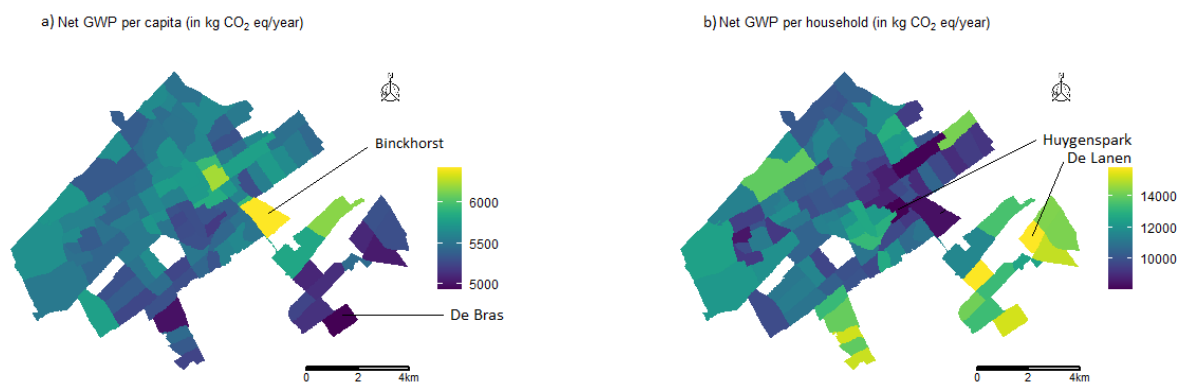 a) Net GWP per capita (in kg CO₂ eq/year)
N
Binckhorst
6000
5500
5000
De Bras
0 2 4km
b) Net GWP per household (in kg CO₂ eq/year)
N
Huygenspark
De Lanen
14000
12000
10000
0 2 4km